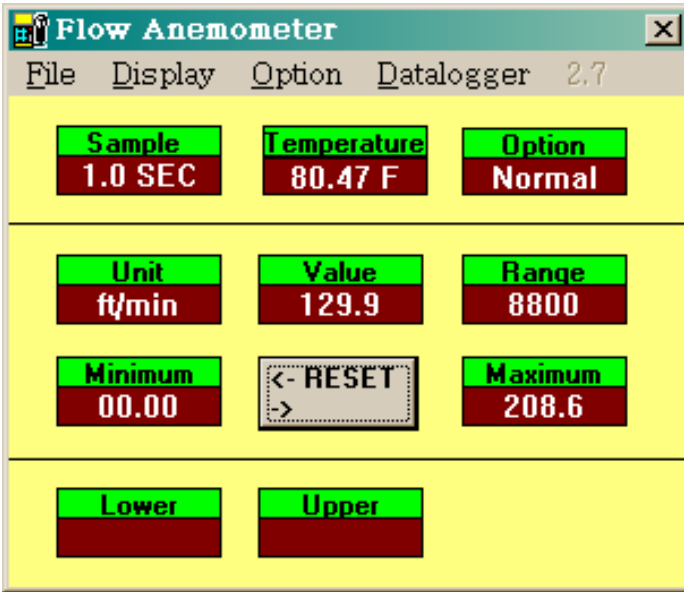 Flow Anemometer
File Display Option Datalogger 2.7
Sample Temperature Option
1.0 SEC 80.47 F Normal
Unit Value Range
ft/min 129.9 8800
Minimum <- RESET Maximum
00.00 -> 208.6
Lower Upper